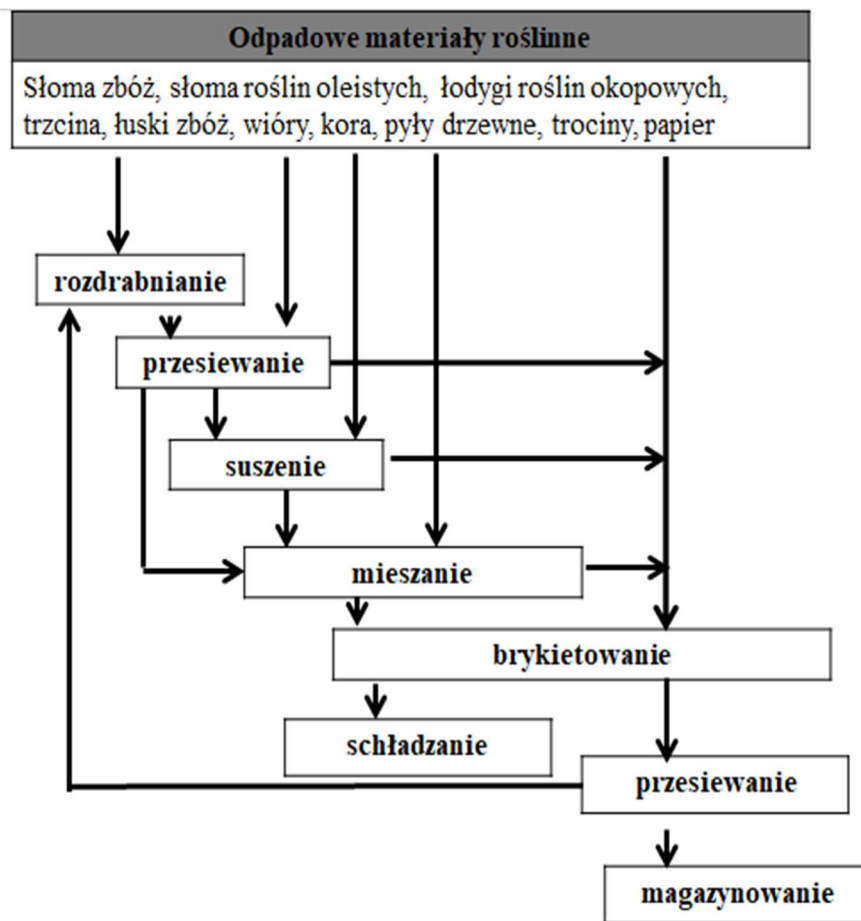 Odpadowe materiały roślinne
Słoma zbóż, słoma roślin oleistych, łodygi roślin okopowych,
trzcina, łuski zbóż, wióry, kora, pyły drzewne, trociny, papier
rozdrabnianie
przesiewanie
suszenie
mieszanie
brykietowanie
schładzanie
przesiewanie
magazynowanie